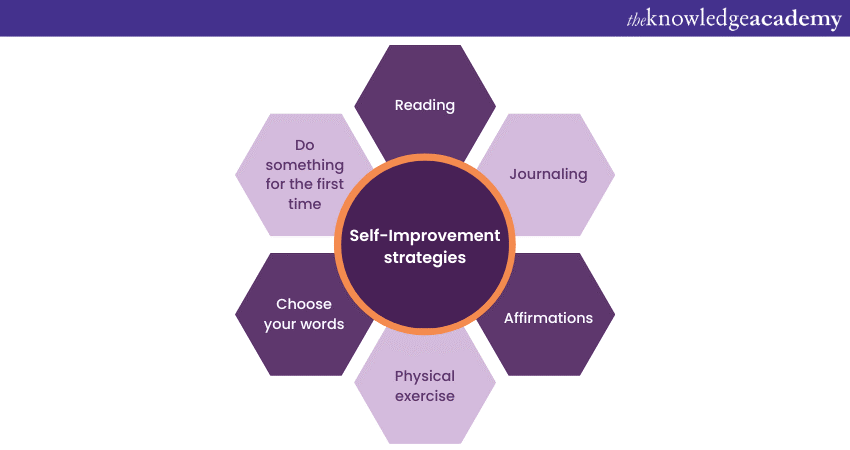 theknowledgeacademy
Reading
Journaling
Affirmations
Physical
exercise
Choose
your words
Do
something
for the first
time
Self-Improvement
strategies